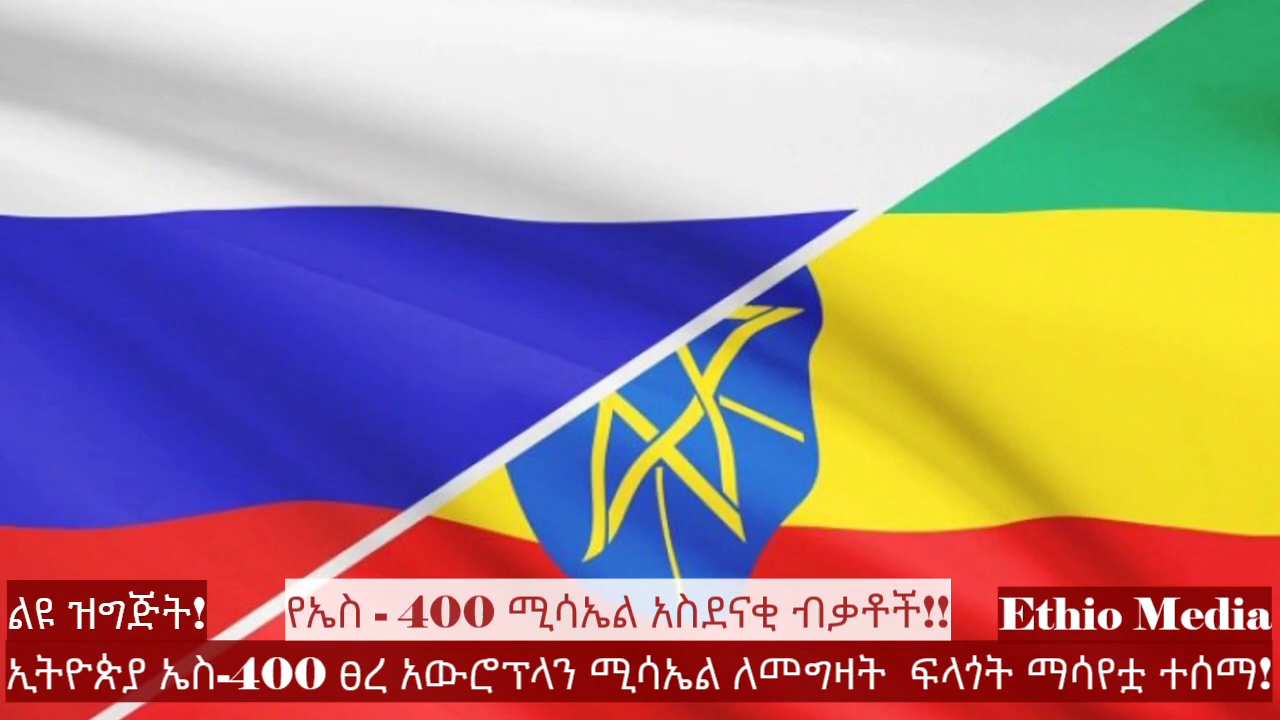 ልዩ ዝግጅት!
የኤስ - 400 ሚሳኤል አስደናቂ ብቃቶች!!
Ethio Media
ኢትዮጵያ ኤስ-400 ፀረ አውሮፕላን ሚሳኤል ለመግዛት ፍላጎት ማሳየቷ ተሰማ!